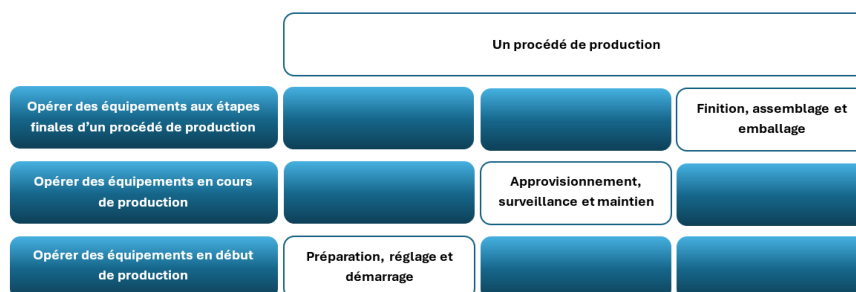 Un procédé de production
Opérer des équipements aux étapes
finales d’un procédé de production
Finition, assemblage et
emballage
Opérer des équipements en cours
de production
Approvisionnement,
surveillance et maintien
Opérer des équipements en début
de production
Préparation, réglage et
démarrage